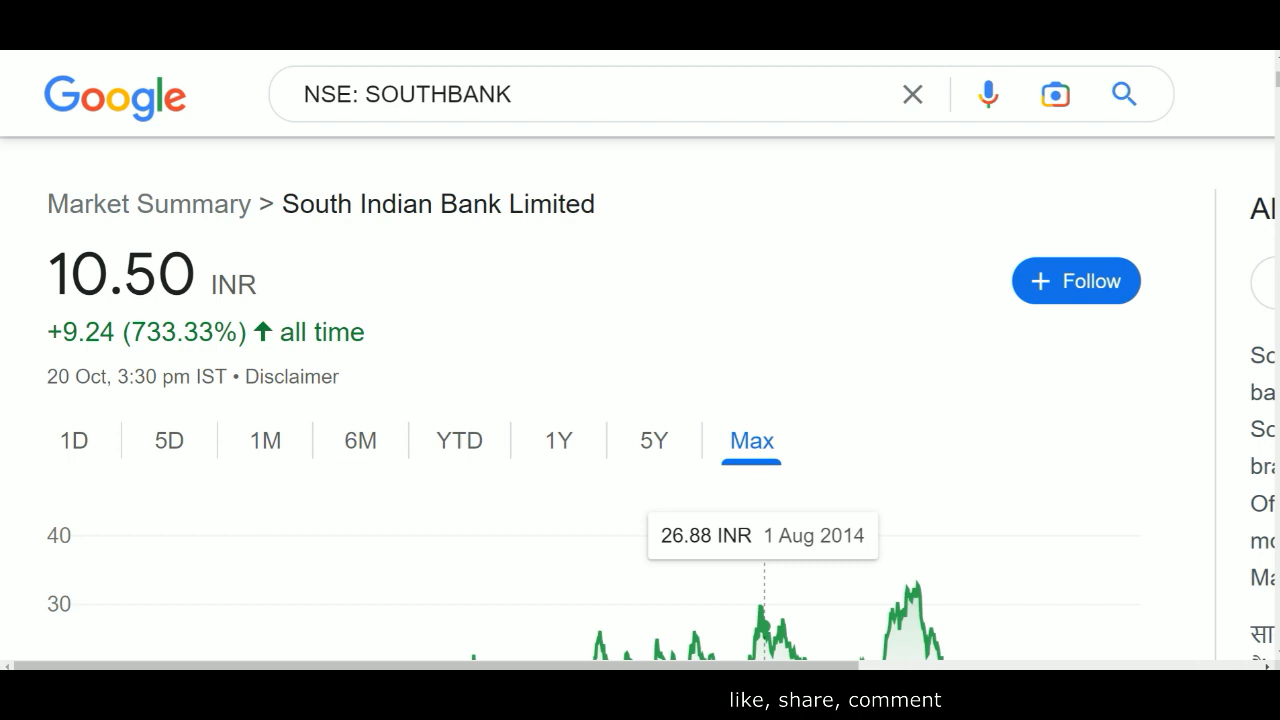 Google
NSE: SOUTHBANK
Market Summary > South Indian Bank Limited
10.50 INR
+ Follow
+9.24 (733.33%) ↑ all time
20 Oct, 3:30 pm IST • Disclaimer
1D 5D 1M 6M YTD 1Y 5Y Max
40
26.88 INR 1 Aug 2014
30
like, share, comment